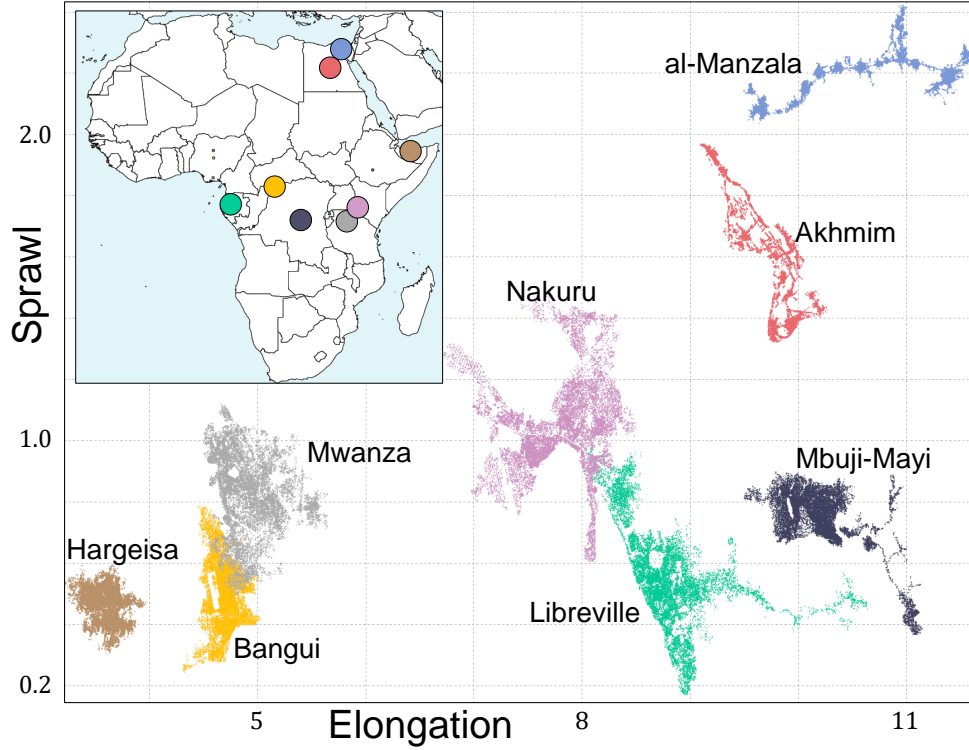 al-Manzala
2.0
Akhmim
Sprawl
Nakuru
1.0
Mwanza
Mbuji-Mayi
Hargeisa
Libreville
Bangui
0.2
5
Elongation
8
11